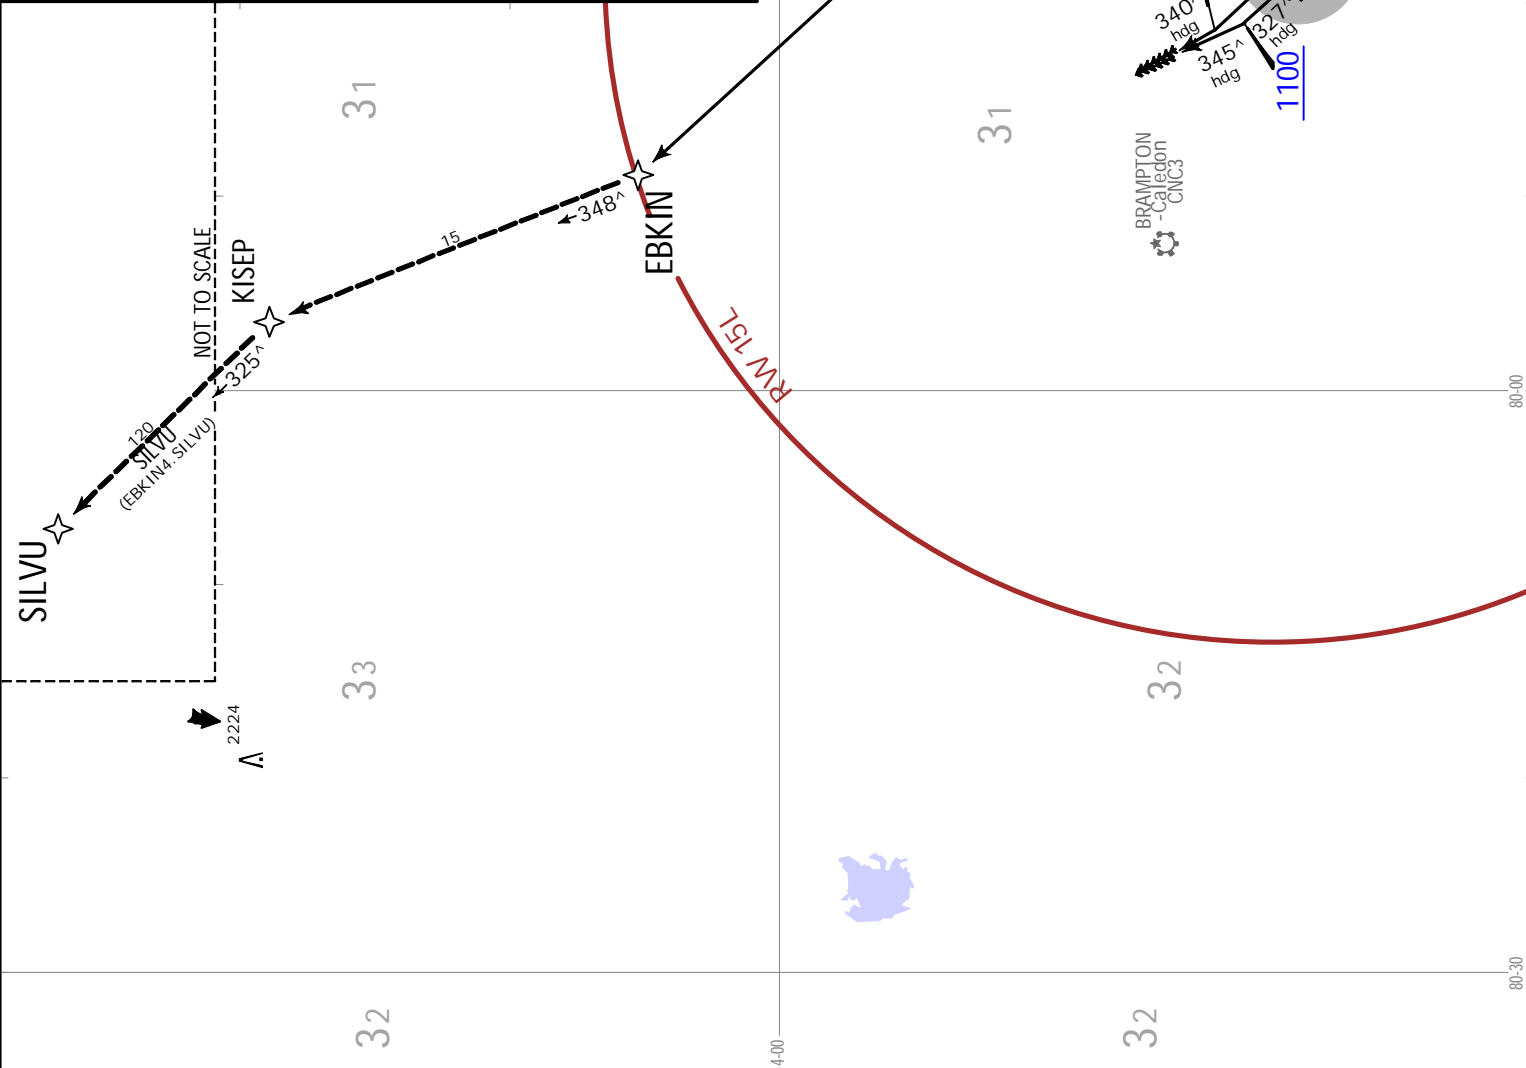 SILVU
NOT TO SCALE
KISEP
325^
120
SILVU
(EBKIN4.SILVU)
15
348^
EBKIN
RW 15L
340^
hdg
345^
hdg
327^
hdg
1100
BRAMPTON
-Caledon
CNC3
31
31
33
32
32
32
2224
80-00
80-30
4-00